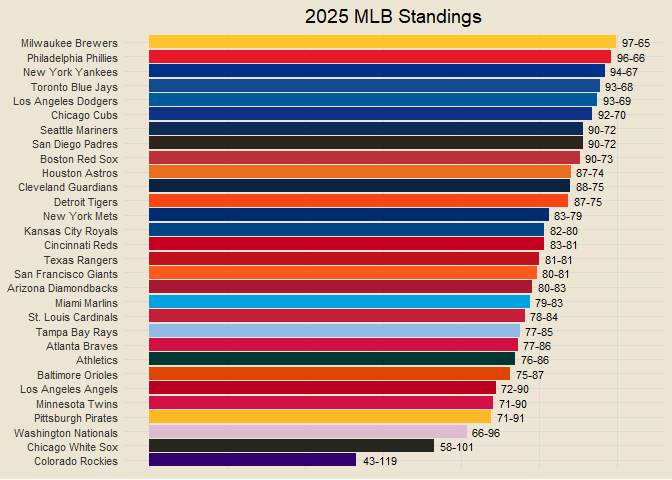 2025 MLB Standings
Milwaukee Brewers 97-65
Philadelphia Phillies 96-66
New York Yankees 94-67
Toronto Blue Jays 93-68
Los Angeles Dodgers 93-69
Chicago Cubs 92-70
Seattle Mariners 90-72
San Diego Padres 90-72
Boston Red Sox 90-73
Houston Astros 87-74
Cleveland Guardians 88-75
Detroit Tigers 87-75
New York Mets 83-79
Kansas City Royals 82-80
Cincinnati Reds 83-81
Texas Rangers 81-81
San Francisco Giants 80-81
Arizona Diamondbacks 80-83
Miami Marlins 79-83
St. Louis Cardinals 78-84
Tampa Bay Rays 77-85
Atlanta Braves 77-86
Athletics 76-86
Baltimore Orioles 75-87
Los Angeles Angels 72-90
Minnesota Twins 71-90
Pittsburgh Pirates 71-91
Washington Nationals 66-96
Chicago White Sox 58-101
Colorado Rockies 43-119